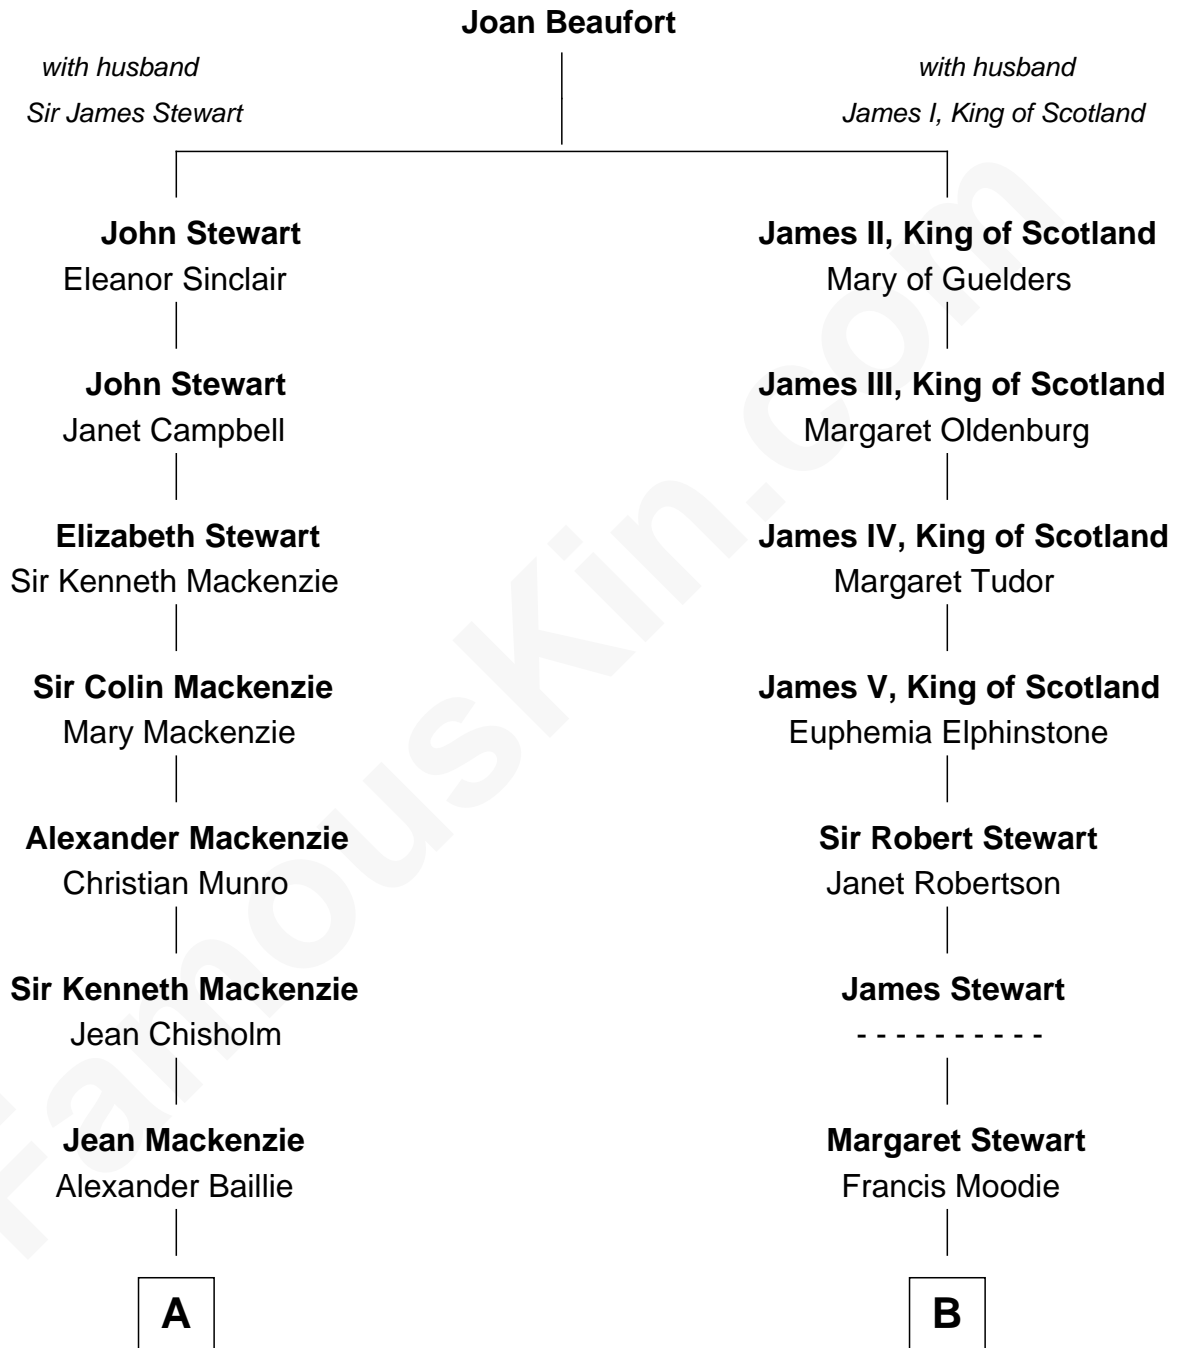 Joan Beaufort
with husband
Sir James Stewart
with husband
James I, King of Scotland
John Stewart
Eleanor Sinclair
James II, King of Scotland
Mary of Guelders
John Stewart
Janet Campbell
James III, King of Scotland
Margaret Oldenburg
Elizabeth Stewart
Sir Kenneth Mackenzie
James IV, King of Scotland
Margaret Tudor
Sir Colin Mackenzie
Mary Mackenzie
James V, King of Scotland
Euphemia Elphinstone
Alexander Mackenzie
Christian Munro
Sir Robert Stewart
Janet Robertson
Sir Kenneth Mackenzie
Jean Chisholm
James Stewart
- - - - - - - - - -
Jean Mackenzie
Alexander Baillie
Margaret Stewart
Francis Moodie
A
B
FamousKin.com